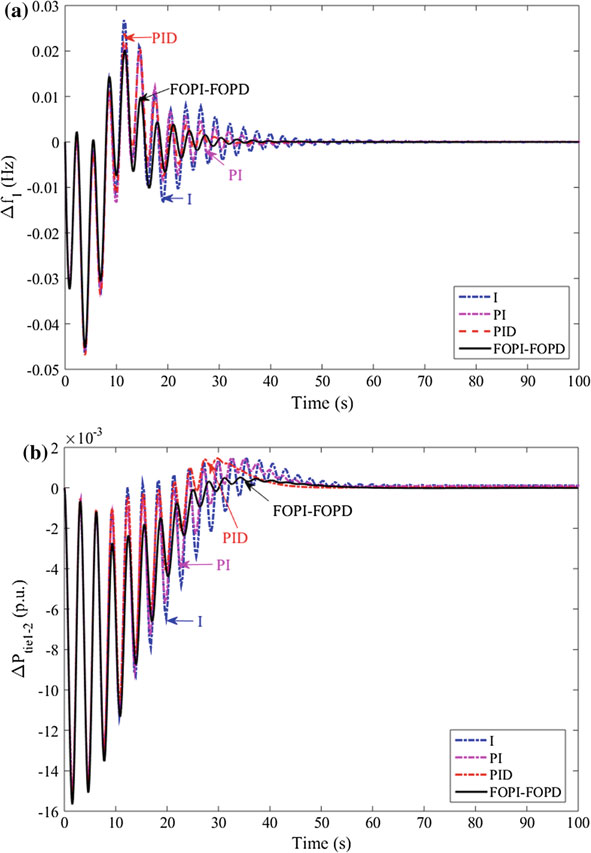 (a)
0.03
0.02
0.01
0
-0.01
-0.02
-0.03
-0.04
-0.05
Δf1 (Hz)
PID
FOPI-FOPD
PI
I
I
PI
PID
FOPI-FOPD
0 10 20 30 40 50 60 70 80 90 100
Time (s)
(b)
×10-3
2
0
-2
-4
-6
-8
-10
-12
-14
-16
ΔPtie1-2 (p.u.)
FOPI-FOPD
PID
PI
I
I
PI
PID
FOPI-FOPD
0 10 20 30 40 50 60 70 80 90 100
Time (s)